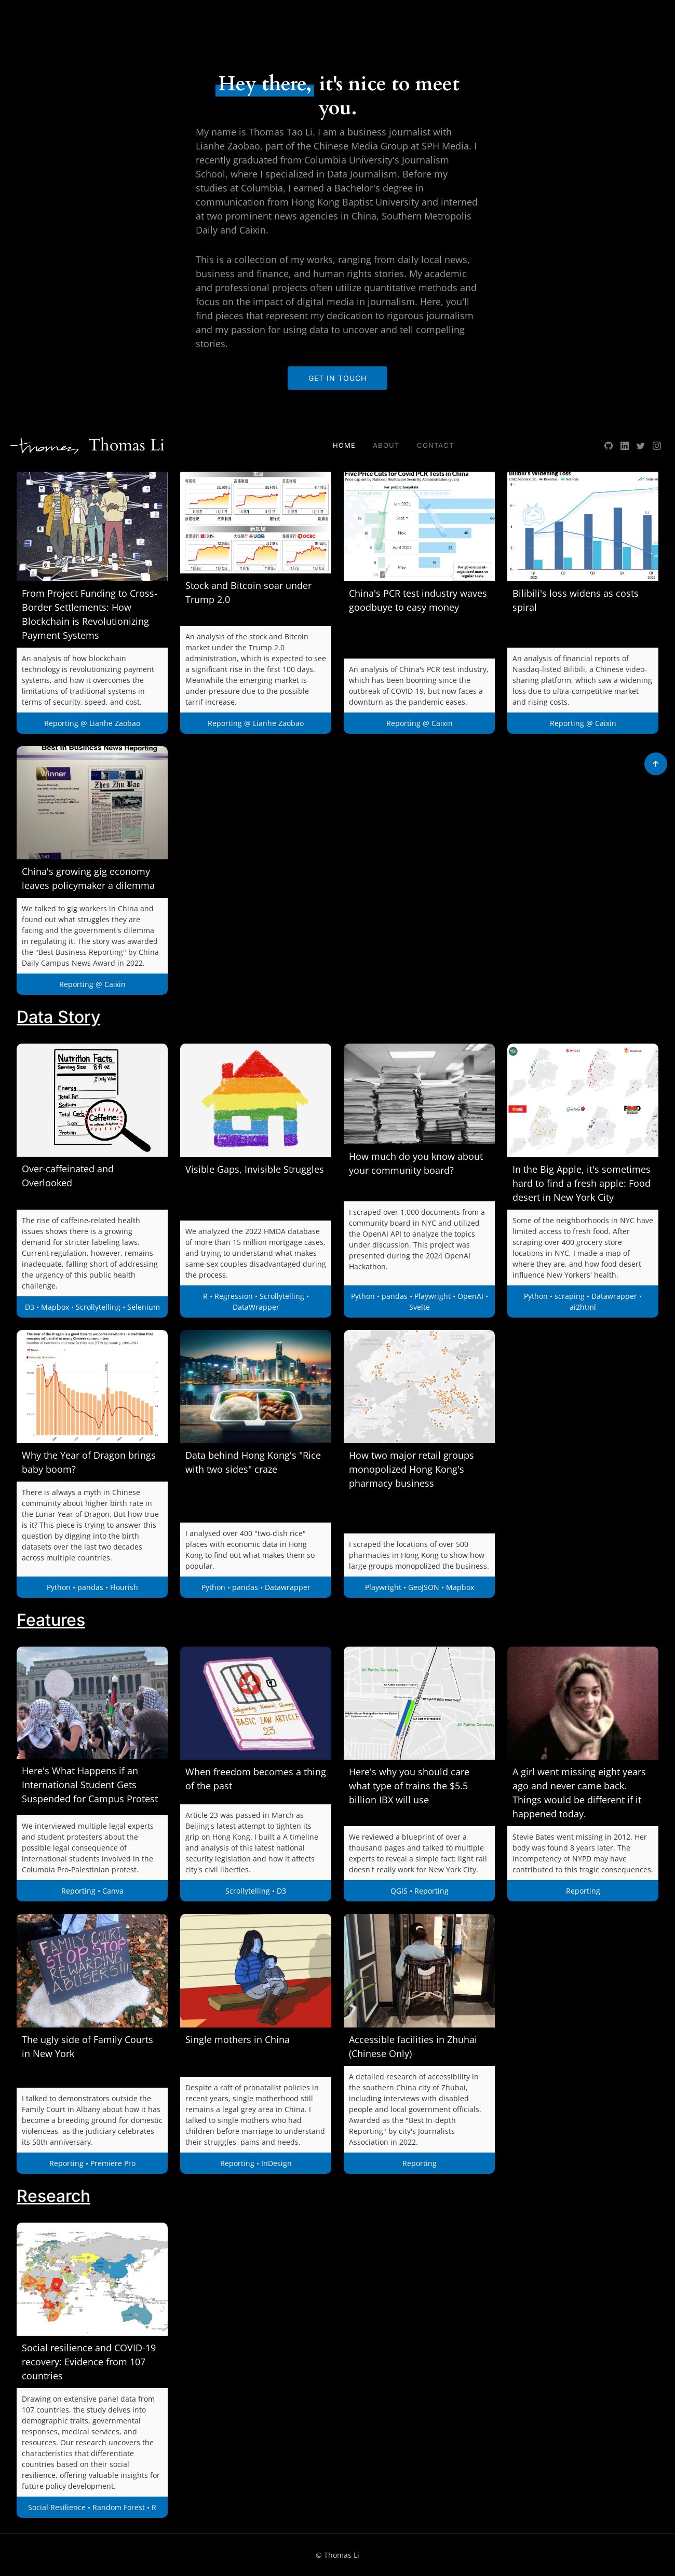 Hey there, it's nice to meet
you.
My name is Thomas Tao Li. I am a business journalist with
Lianhe Zaobao, part of the Chinese Media Group at SPH Media. I
recently graduated from Columbia University's Journalism
School, where I specialized in Data Journalism. Before my
studies at Columbia, I earned a Bachelor's degree in
communication from Hong Kong Baptist University and interned
at two prominent news agencies in China, Southern Metropolis
Daily and Caixin.
This is a collection of my works, ranging from daily local news,
business and finance, and human rights stories. My academic
and professional projects often utilize quantitative methods and
focus on the impact of digital media in journalism. Here, you'll
find pieces that represent my dedication to rigorous journalism
and my passion for using data to uncover and tell compelling
stories.
GET IN TOUCH
Thomas Li
HOME ABOUT CONTACT
From Project Funding to Cross-
Border Settlements: How
Blockchain is Revolutionizing
Payment Systems
An analysis of how blockchain
technology is revolutionizing payment
systems, and how it overcomes the
limitations of traditional systems in
terms of security, speed, and cost.
Reporting @ Lianhe Zaobao
Stock and Bitcoin soar under
Trump 2.0
An analysis of the stock and Bitcoin
market under the Trump 2.0
administration, which is expected to see
a significant rise in the first 100 days.
Meanwhile the emerging market is
under pressure due to the possible
tarrif increase.
Reporting @ Lianhe Zaobao
Five Price Cuts for Covid PCR Tests in China
For public hospitals
Jan.2021
Sept.
Nov.
April 2022
May
For government-
organized mass or
regular tests
China's PCR test industry waves
goodbuye to easy money
An analysis of China's PCR test industry,
which has been booming since the
outbreak of COVID-19, but now faces a
downturn as the pandemic eases.
Reporting @ Caixin
Bilibili's Widening Loss
Bilibili's loss widens as costs
spiral
An analysis of financial reports of
Nasdaq-listed Bilibili, a Chinese video-
sharing platform, which saw a widening
loss due to ultra-competitive market
and rising costs.
Reporting @ Caixin
Best in Business News Reporting
Winner
Zhen Zhu Bao
China's growing gig economy
leaves policymaker a dilemma
We talked to gig workers in China and
found out what struggles they are
facing and the government's dilemma
in regulating it. The story was awarded
the "Best Business Reporting" by China
Daily Campus News Award in 2022.
Reporting @ Caixin
Data Story
Nutrition Facts
Serving Size 8 fl oz
Energy
Total Fat
Sodium
Total Carb
Sugar
Protein
Caffeine:
Over-caffeinated and
Overlooked
The rise of caffeine-related health
issues shows there is a growing
demand for stricter labeling laws.
Current regulation, however, remains
inadequate, falling short of addressing
the urgency of this public health
challenge.
D3 • Mapbox • Scrollytelling • Selenium
Visible Gaps, Invisible Struggles
We analyzed the 2022 HMDA database
of more than 15 million mortgage cases,
and trying to understand what makes
same-sex couples disadvantaged during
the process.
R • Regression • Scrollytelling •
DataWrapper
How much do you know about
your community board?
I scraped over 1,000 documents from a
community board in NYC and utilized
the OpenAI API to analyze the topics
under discussion. This project was
presented during the 2024 OpenAI
Hackathon.
Python • pandas • Playwright • OpenAI •
Svelte
In the Big Apple, it's sometimes
hard to find a fresh apple: Food
desert in New York City
Some of the neighborhoods in NYC have
limited access to fresh food. After
scraping over 400 grocery store
locations in NYC, I made a map of
where they are, and how food desert
influence New Yorkers' health.
Python • scraping • Datawrapper •
ai2html
Why the Year of Dragon brings
baby boom?
There is always a myth in Chinese
community about higher birth rate in
the Lunar Year of Dragon. But how true
is it? This piece is trying to answer this
question by digging into the birth
datasets over the last two decades
across multiple countries.
Python • pandas • Flourish
Data behind Hong Kong's "Rice
with two sides" craze
I analysed over 400 "two-dish rice"
places with economic data in Hong
Kong to find out what makes them so
popular.
Python • pandas • Datawrapper
How two major retail groups
monopolized Hong Kong's
pharmacy business
I scraped the locations of over 500
pharmacies in Hong Kong to show how
large groups monopolized the business.
Playwright • GeoJSON • Mapbox
Features
Here's What Happens if an
International Student Gets
Suspended for Campus Protest
We interviewed multiple legal experts
and student protesters about the
possible legal consequence of
international students involved in the
Columbia Pro-Palestinian protest.
Reporting • Canva
BASIC LAW ARTICLE
23
When freedom becomes a thing
of the past
Article 23 was passed in March as
Beijing's latest attempt to tighten its
grip on Hong Kong. I built a A timeline
and analysis of this latest national
security legislation and how it affects
city's civil liberties.
Scrollytelling • D3
Here's why you should care
what type of trains the $5.5
billion IBX will use
We reviewed a blueprint of over a
thousand pages and talked to multiple
experts to reveal a simple fact: light rail
doesn't really work for New York City.
QGIS • Reporting
A girl went missing eight years
ago and never came back.
Things would be different if it
happened today.
Stevie Bates went missing in 2012. Her
body was found 8 years later. The
incompetency of NYPD may have
contributed to this tragic consequences.
Reporting
FAMILY COURT
STOP STOP
REWARDING
ABUSERS!!!
The ugly side of Family Courts
in New York
I talked to demonstrators outside the
Family Court in Albany about how it has
become a breeding ground for domestic
violenceas, as the judiciary celebrates
its 50th anniversary.
Reporting • Premiere Pro
Single mothers in China
Despite a raft of pronatalist policies in
recent years, single motherhood still
remains a legal grey area in China. I
talked to single mothers who had
children before marriage to understand
their struggles, pains and needs.
Reporting • InDesign
Accessible facilities in Zhuhai
(Chinese Only)
A detailed research of accessibility in
the southern China city of Zhuhai,
including interviews with disabled
people and local government officials.
Awarded as the "Best In-depth
Reporting" by city's Journalists
Association in 2022.
Reporting
Research
Social resilience and COVID-19
recovery: Evidence from 107
countries
Drawing on extensive panel data from
107 countries, the study delves into
demographic traits, governmental
responses, medical services, and
resources. Our research uncovers the
characteristics that differentiate
countries based on their social
resilience, offering valuable insights for
future policy development.
Social Resilience • Random Forest • R
© Thomas Li